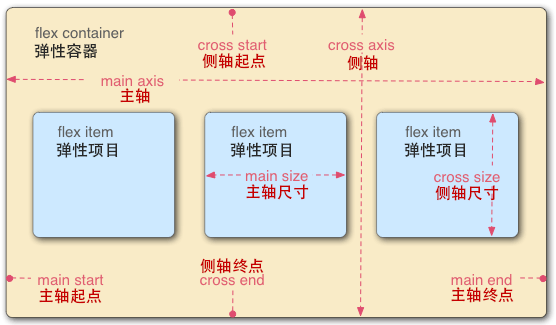 flex container
弹性容器
cross start
侧轴起点
cross axis
侧轴
main axis
主轴
flex item
弹性项目
flex item
弹性项目
flex item
弹性项目
main size
主轴尺寸
cross size
侧轴尺寸
main start
主轴起点
侧轴终点
cross end
main end
主轴终点